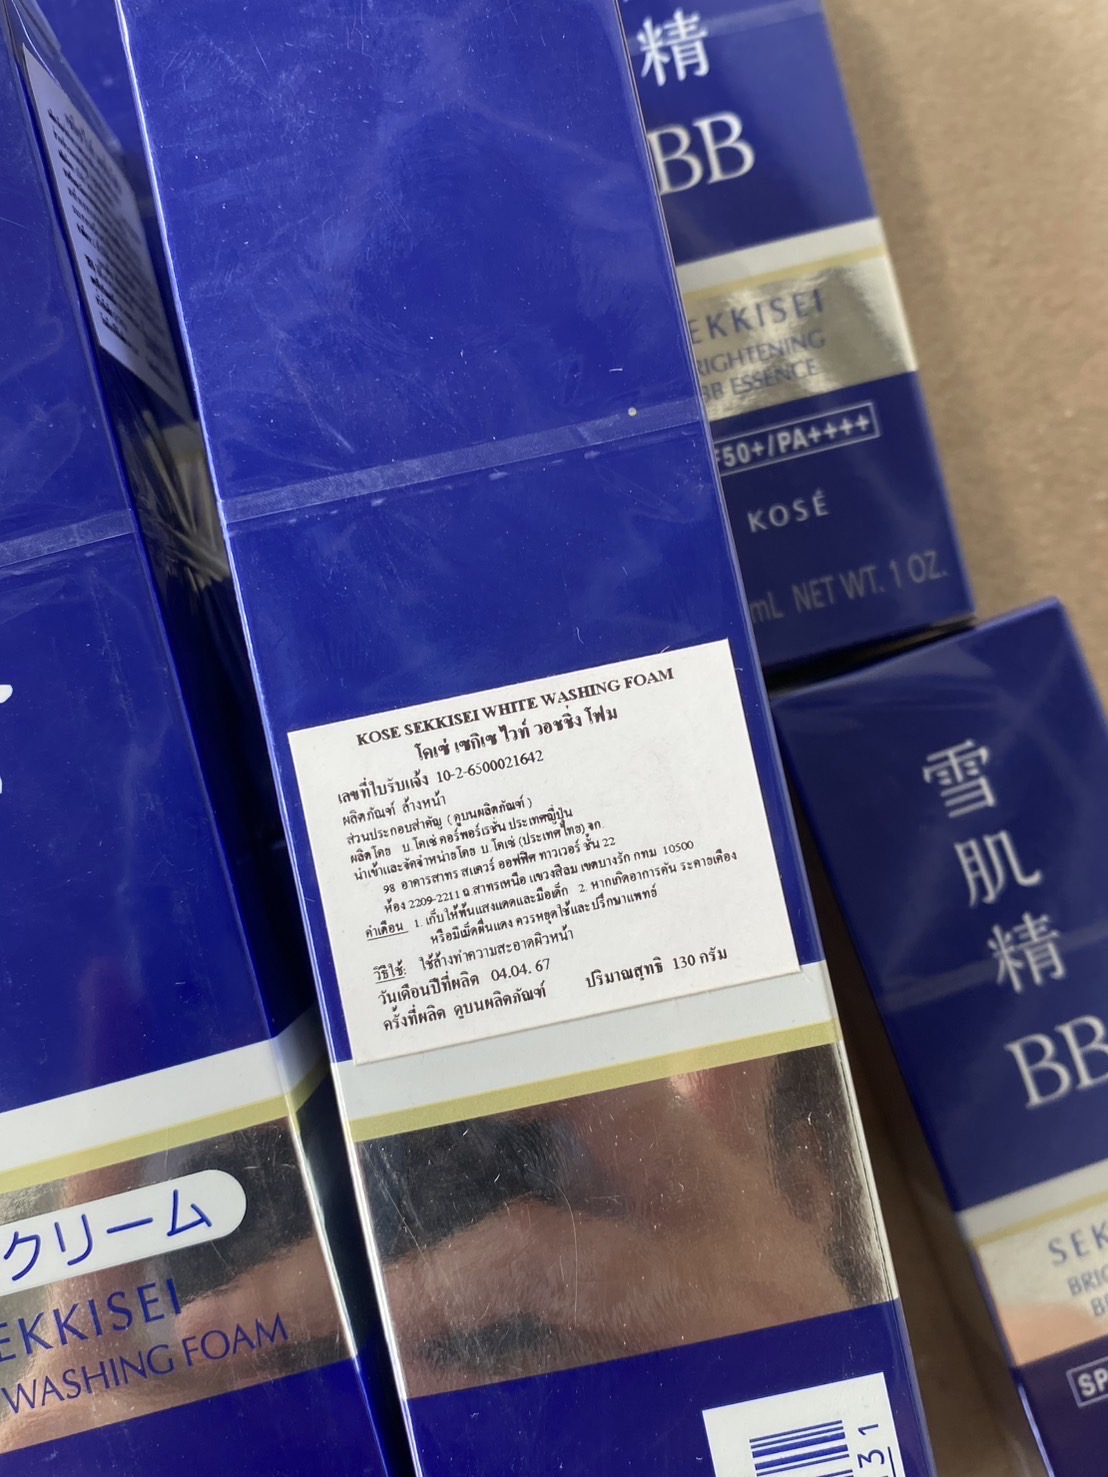 精
BB
EKKISEI
RIGHTENING
BB ESSENCE
F50+/PA++++
KOSÉ
mL NET WT. 1 OZ.
KOSE SEKKISEI WHITE WASHING FOAM
โคเซ่ เซกิเซ ไวท์ วอชชิ่ง โฟม
เลขที่ใบรับแจ้ง 10-2-6500021642
ผลิตภัณฑ์ ล้างหน้า
ส่วนประกอบสำคัญ (ดูบนผลิตภัณฑ์)
ผลิตโดย บ.โคเซ่ คอร์พอร์เรชั่น ประเทศญี่ปุ่น
นำเข้าและจัดจำหน่ายโดย บ.โคเซ่ (ประเทศไทย) จก.
98 อาคารสาทร สแควร์ ออฟฟิศ ทาวเวอร์ ชั้น 22
ห้อง 2209-2211 ถ.สาทรเหนือ แขวงสีลม เขตบางรัก กทม 10500
คำเตือน 1. เก็บให้พ้นแสงแดดและมือเด็ก 2. หากเกิดอาการคัน ระคายเคือง
หรือมีเม็ดผื่นแดง ควรหยุดใช้และปรึกษาแพทย์
วิธีใช้: ใช้ล้างทำความสะอาดผิวหน้า
วันเดือนปีที่ผลิต 04.04. 67 ปริมาณสุทธิ 130 กรัม
ครั้งที่ผลิต ดูบนผลิตภัณฑ์
クリーム
EKKISEI
WASHING FOAM
雪
肌
精
BB
SEK
BRIG
B
SP
231